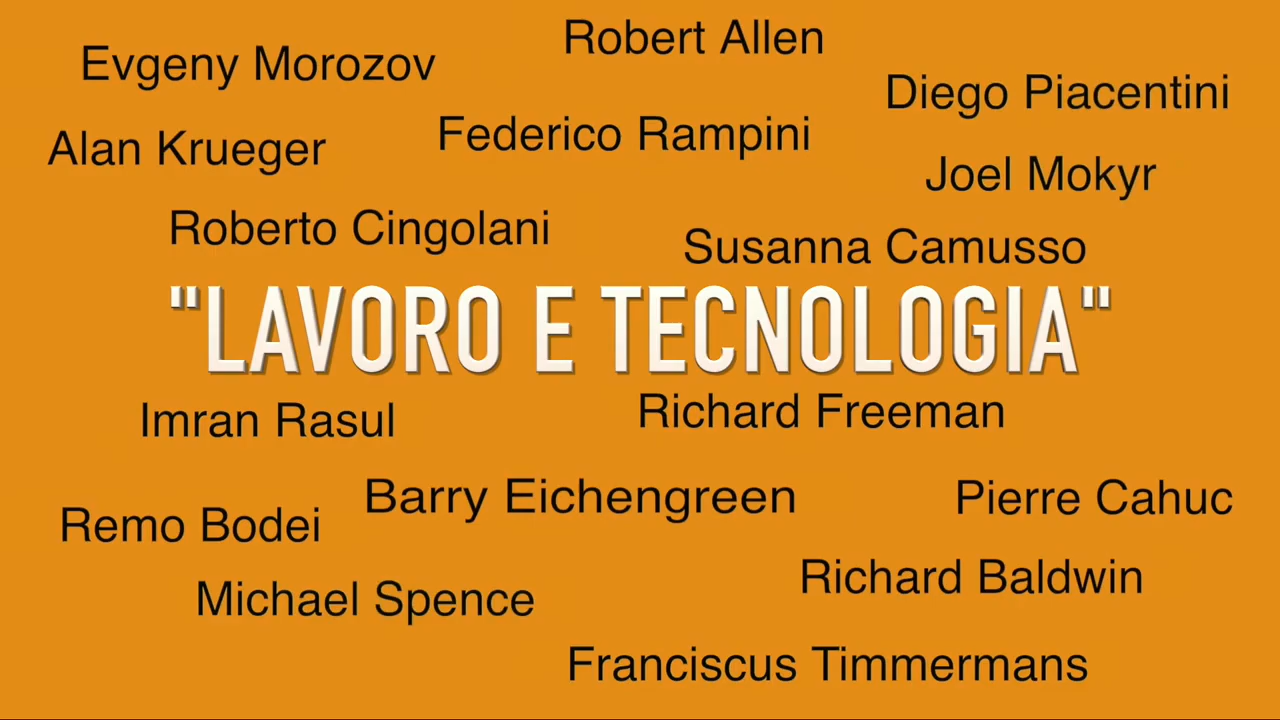 Robert Allen
Evgeny Morozov
Diego Piacentini
Federico Rampini
Alan Krueger
Joel Mokyr
Roberto Cingolani
Susanna Camusso
"LAVORO E TECNOLOGIA"
Richard Freeman
Imran Rasul
Barry Eichengreen
Pierre Cahuc
Remo Bodei
Richard Baldwin
Michael Spence
Franciscus Timmermans